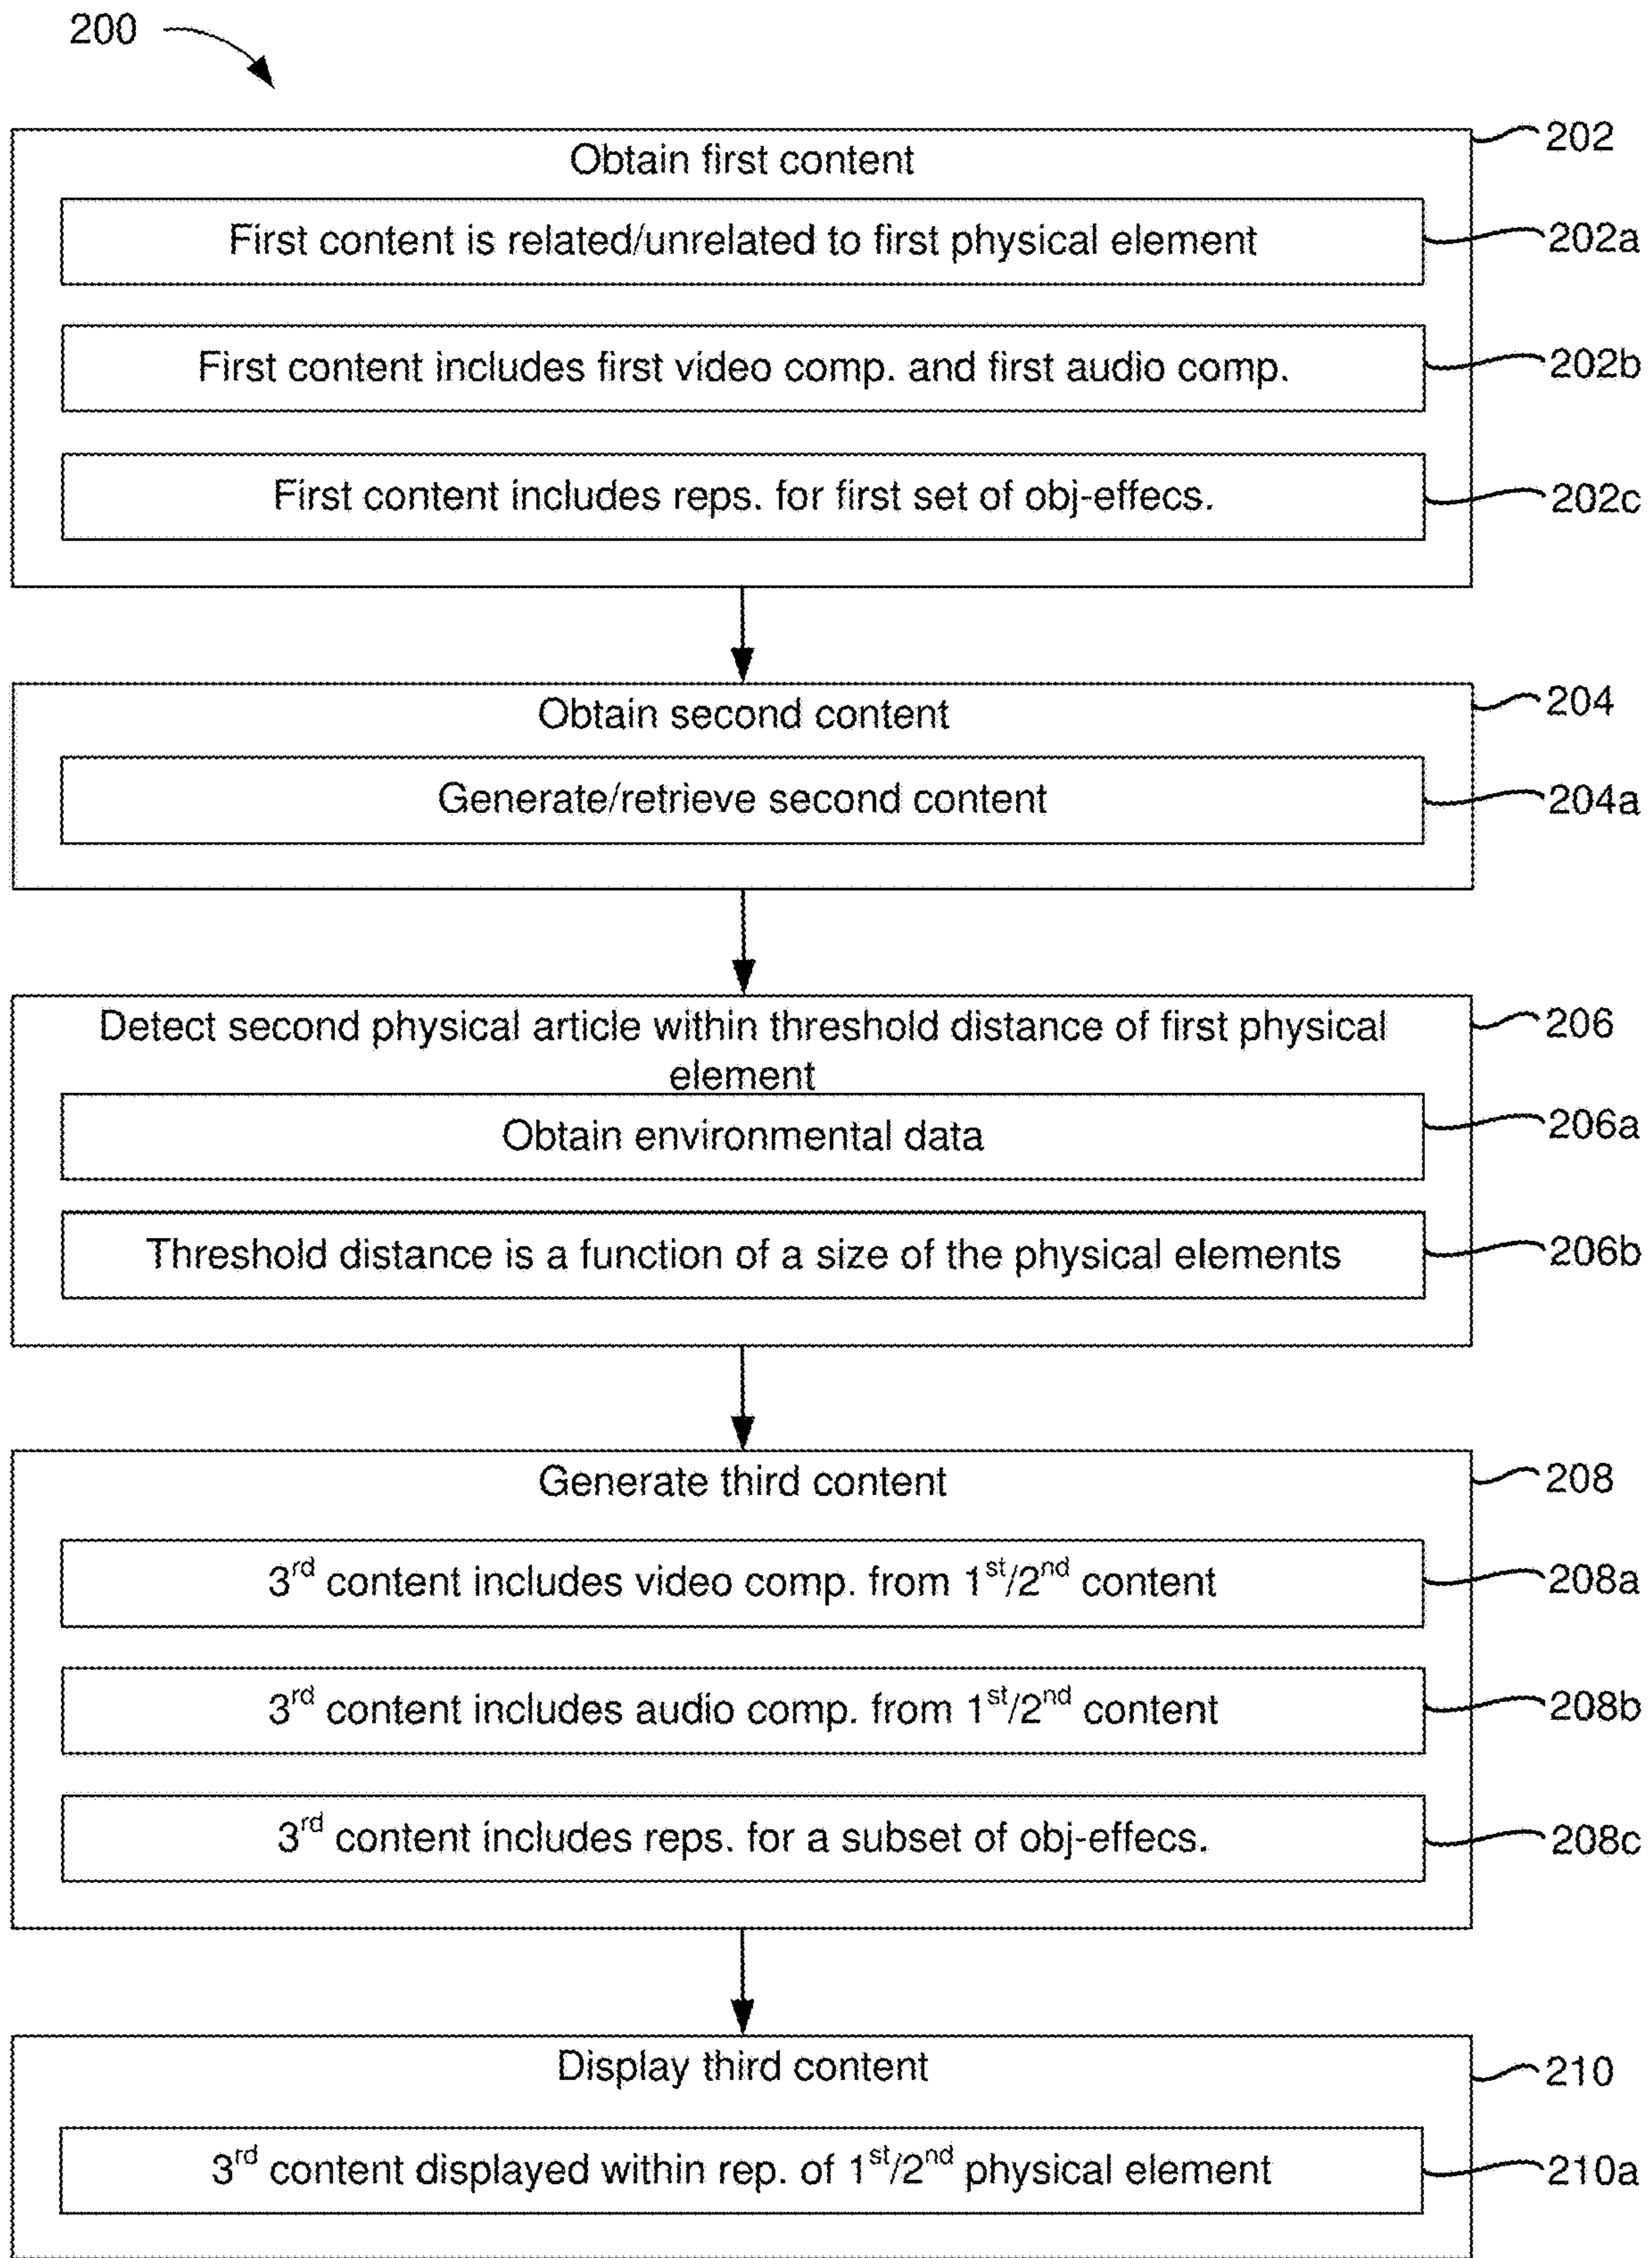 200
Obtain first content
202
First content is related/unrelated to first physical element
202a
First content includes first video comp. and first audio comp.
202b
First content includes reps. for first set of obj-effecs.
202c
Obtain second content
204
Generate/retrieve second content
204a
Detect second physical article within threshold distance of first physical
element
206
Obtain environmental data
206a
Threshold distance is a function of a size of the physical elements
206b
Generate third content
208
3rd content includes video comp. from 1st/2nd content
208a
3rd content includes audio comp. from 1st/2nd content
208b
3rd content includes reps. for a subset of obj-effecs.
208c
Display third content
210
3rd content displayed within rep. of 1st/2nd physical element
210a